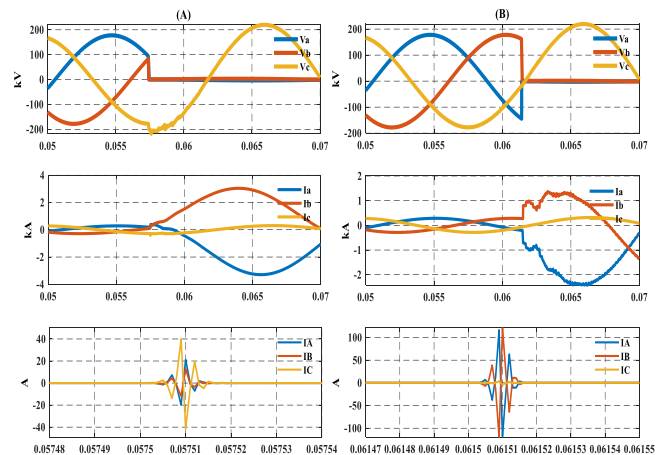 (A)
200
100
0
-100
-200
kV
Va
Vb
Vc
0.05
0.055
0.06
0.065
0.07
(B)
200
100
0
-100
-200
kV
Va
Vb
Vc
0.05
0.055
0.06
0.065
0.07
4
2
0
-2
-4
kA
Ia
Ib
Ic
0.05
0.055
0.06
0.065
0.07
2
1
0
-1
-2
kA
Ia
Ib
Ic
0.05
0.055
0.06
0.065
0.07
40
20
0
-20
-40
A
IA
IB
IC
0.05748
0.05749
0.05775
0.05751
0.05752
0.05753
0.05754
100
50
0
-50
-100
A
IA
IB
IC
0.06147
0.06148
0.06149
0.0615
0.06151
0.06152
0.06153
0.06154
0.06155